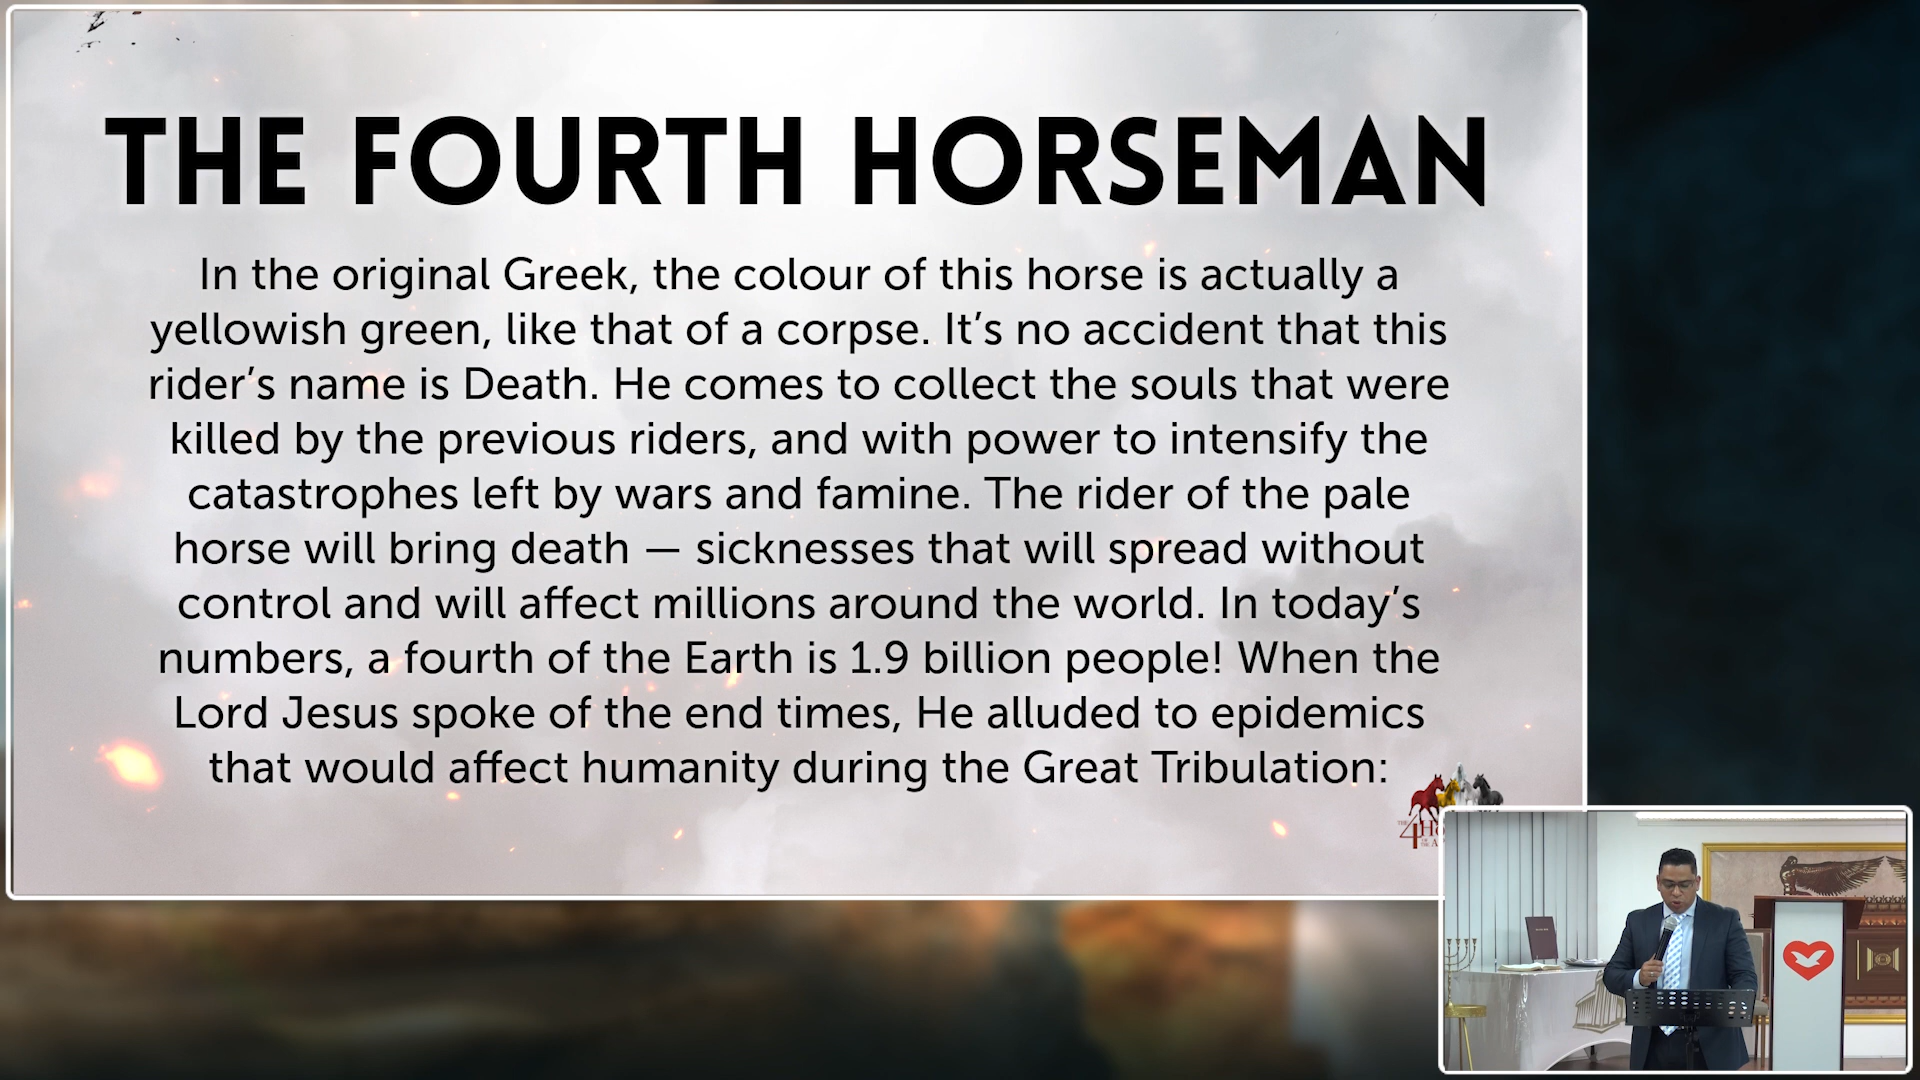 THE FOURTH HORSEMAN
In the original Greek, the colour of this horse is actually a
yellowish green, like that of a corpse. It’s no accident that this
rider’s name is Death. He comes to collect the souls that were
killed by the previous riders, and with power to intensify the
catastrophes left by wars and famine. The rider of the pale
horse will bring death — sicknesses that will spread without
control and will affect millions around the world. In today’s
numbers, a fourth of the Earth is 1.9 billion people! When the
Lord Jesus spoke of the end times, He alluded to epidemics
that would affect humanity during the Great Tribulation: